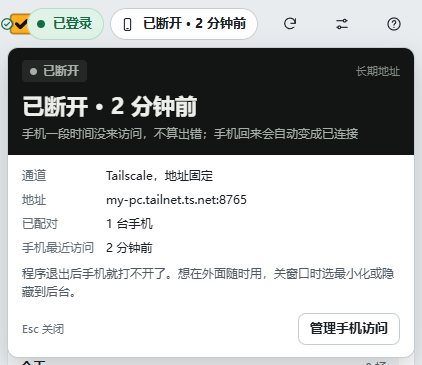 已登录
已断开 • 2 分钟前
已断开
长期地址
已断开 • 2 分钟前
手机一段时间没来访问，不算出错；手机回来会自动变成已连接
通道 Tailscale，地址固定
地址 my-pc.tailnet.ts.net:8765
已配对 1 台手机
手机最近访问 2 分钟前
程序退出后手机就打不开了。想在外面随时用，关窗口时选最小化或隐
藏到后台。
Esc 关闭
管理手机访问